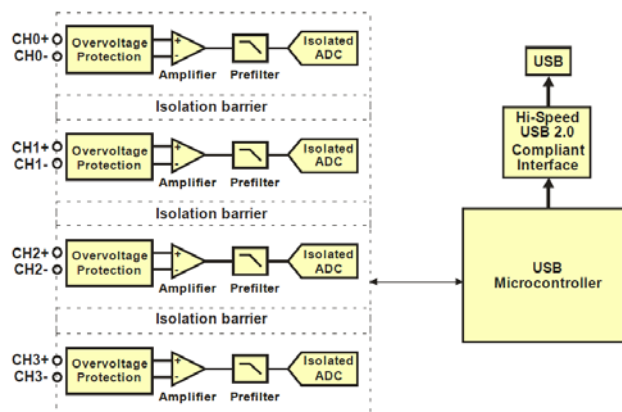 CH0+
CH0-
Overvoltage
Protection
+
-
Amplifier
Prefilter
Isolated
ADC
Isolation barrier
CH1+
CH1-
Overvoltage
Protection
+
-
Amplifier
Prefilter
Isolated
ADC
Isolation barrier
CH2+
CH2-
Overvoltage
Protection
+
-
Amplifier
Prefilter
Isolated
ADC
Isolation barrier
CH3+
CH3-
Overvoltage
Protection
+
-
Amplifier
Prefilter
Isolated
ADC
USB
Hi-Speed
USB 2.0
Compliant
Interface
USB
Microcontroller